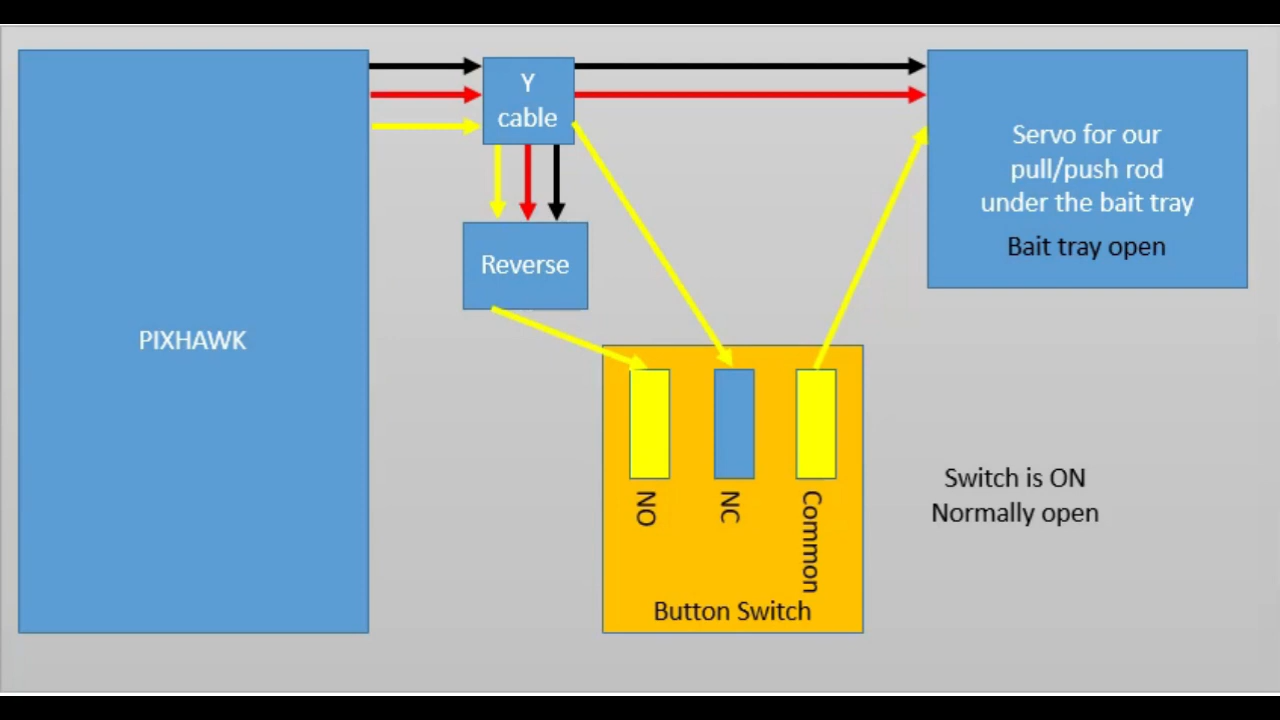 Y
cable
Servo for our
pull/push rod
under the bait tray
Bait tray open
Reverse
PIXHAWK
NO
NC
Common
Button Switch
Switch is ON
Normally open